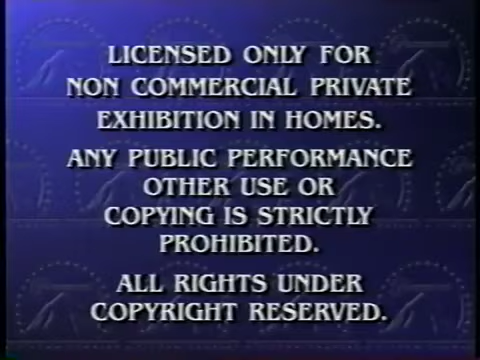 LICENSED ONLY FOR
NON COMMERCIAL PRIVATE
EXHIBITION IN HOMES.
ANY PUBLIC PERFORMANCE
OTHER USE OR
COPYING IS STRICTLY
PROHIBITED.
ALL RIGHTS UNDER
COPYRIGHT RESERVED.